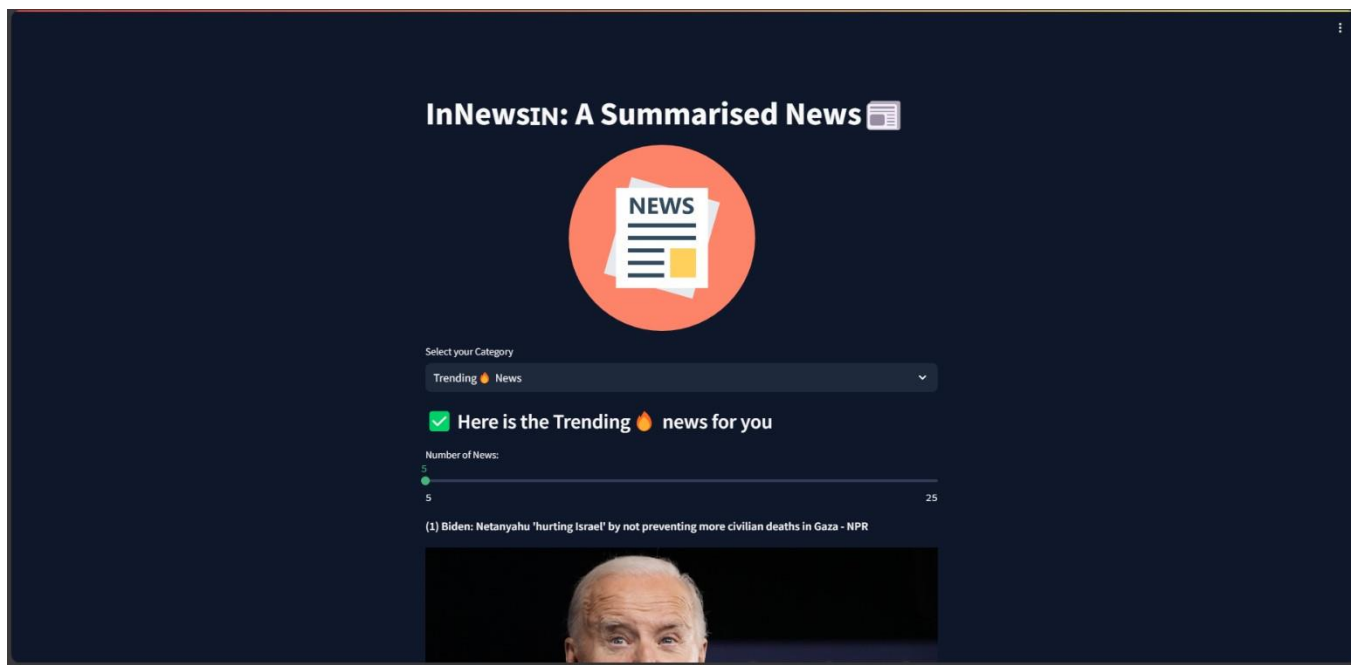 InNewsɪɴ: A Summarised News📰
NEWS
Select your Category
Trending🔥 News
✅ Here is the Trending🔥 news for you
Number of News:
5
5 25
(1) Biden: Netanyahu 'hurting Israel' by not preventing more civilian deaths in Gaza - NPR